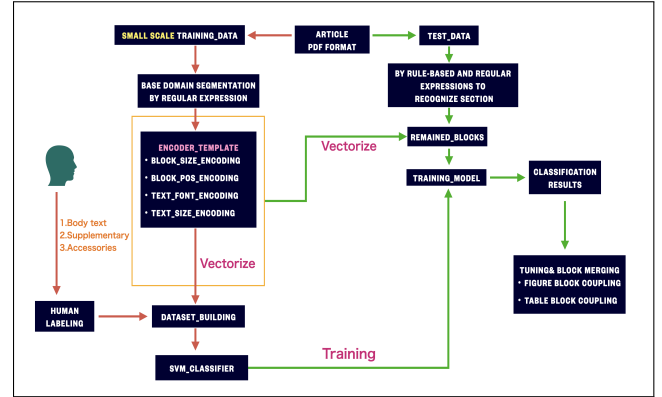 SMALL SCALE TRAINING_DATA
ARTICLE
PDF FORMAT
TEST_DATA
BASE DOMAIN SEGMENTATION
BY REGULAR EXPRESSION
BY RULE-BASED AND REGULAR
EXPRESSIONS TO
RECOGNIZE SECTION
ENCODER_TEMPLATE
• BLOCK_SIZE_ENCODING
• BLOCK_POS_ENCODING
• TEXT_FONT_ENCODING
• TEXT_SIZE_ENCODING
Vectorize
REMAINED_BLOCKS
TRAINING_MODEL
CLASSIFICATION
RESULTS
1.Body text
2.Supplementary
3.Accessories
Vectorize
TUNING& BLOCK MERGING
• FIGURE BLOCK COUPLING
• TABLE BLOCK COUPLING
HUMAN
LABELING
DATASET_BUILDING
Training
SVM_CLASSIFIER